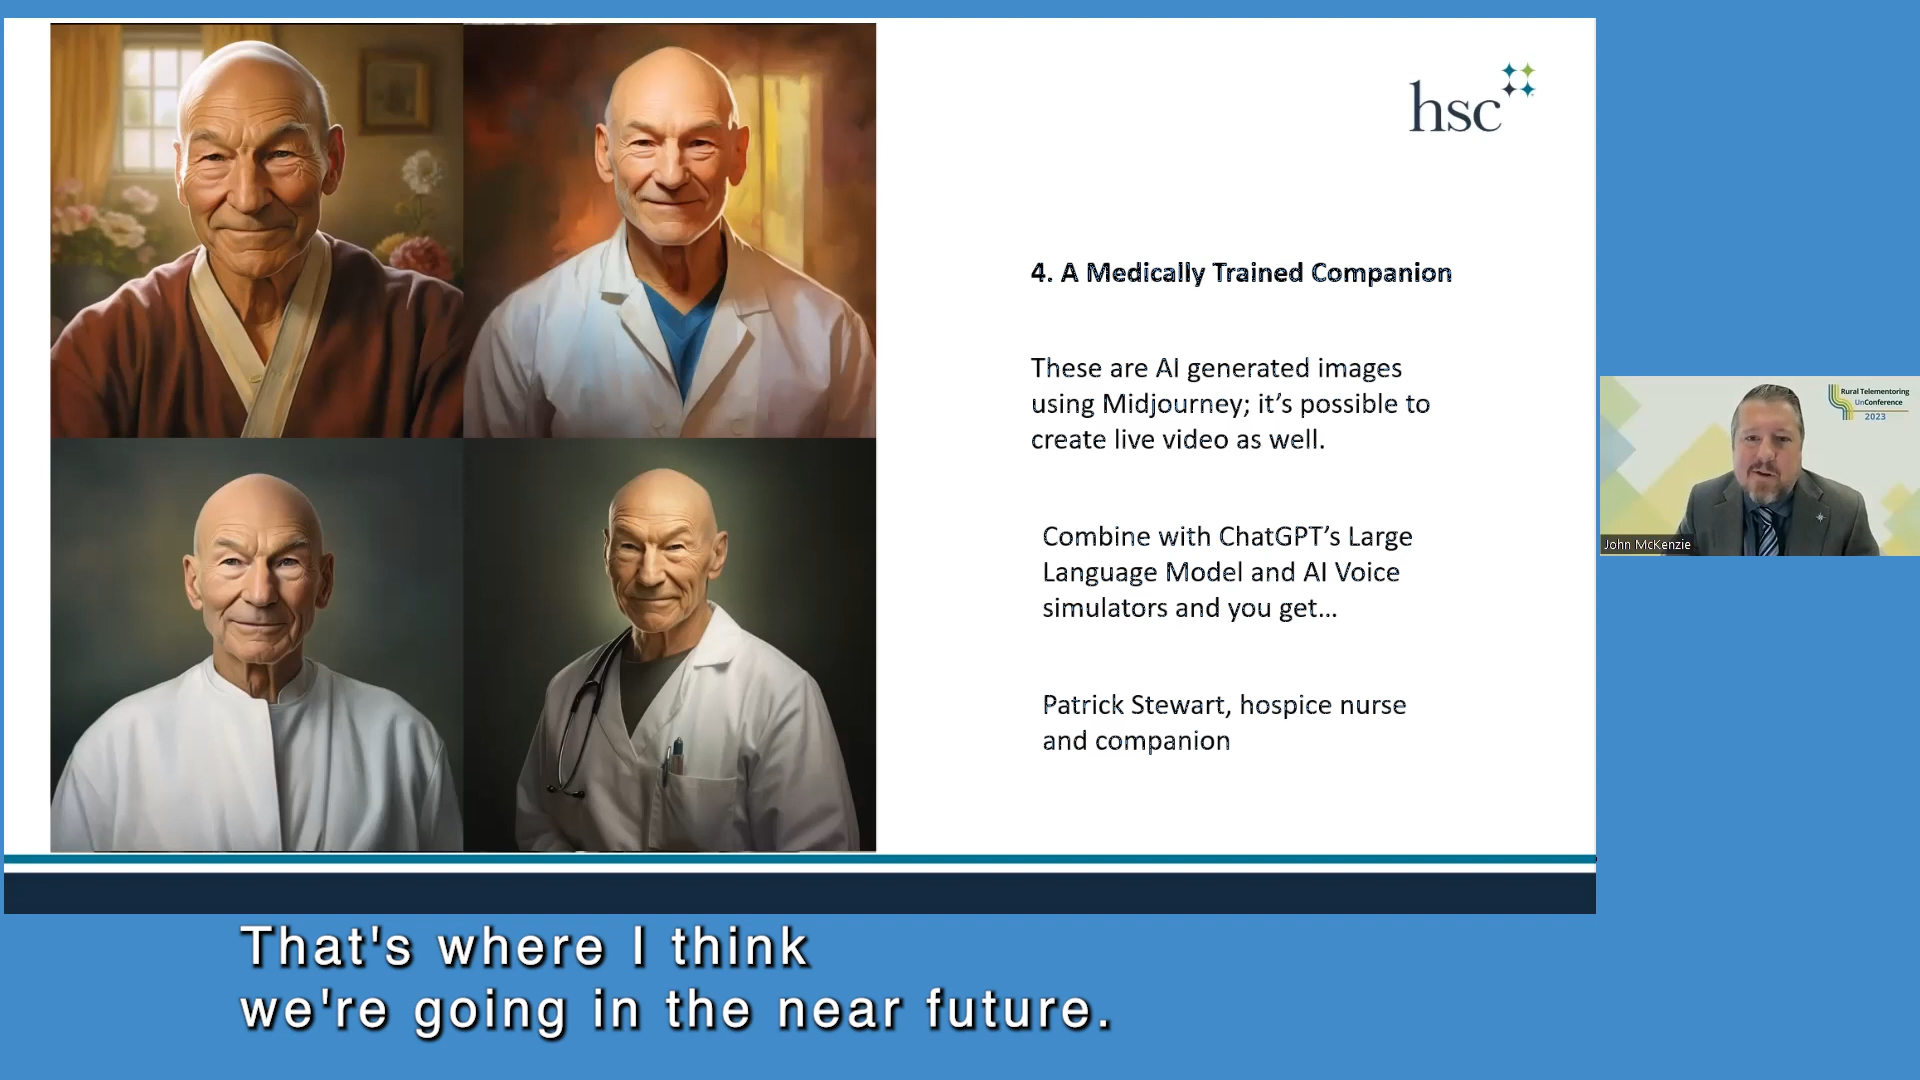 hsc
4. A Medically Trained Companion
These are AI generated images
using Midjourney; it’s possible to
create live video as well.
Combine with ChatGPT’s Large
Language Model and AI Voice
simulators and you get...
Patrick Stewart, hospice nurse
and companion
Rural Telementoring
UnConference
2023
John McKenzie
That's where I think
we're going in the near future.